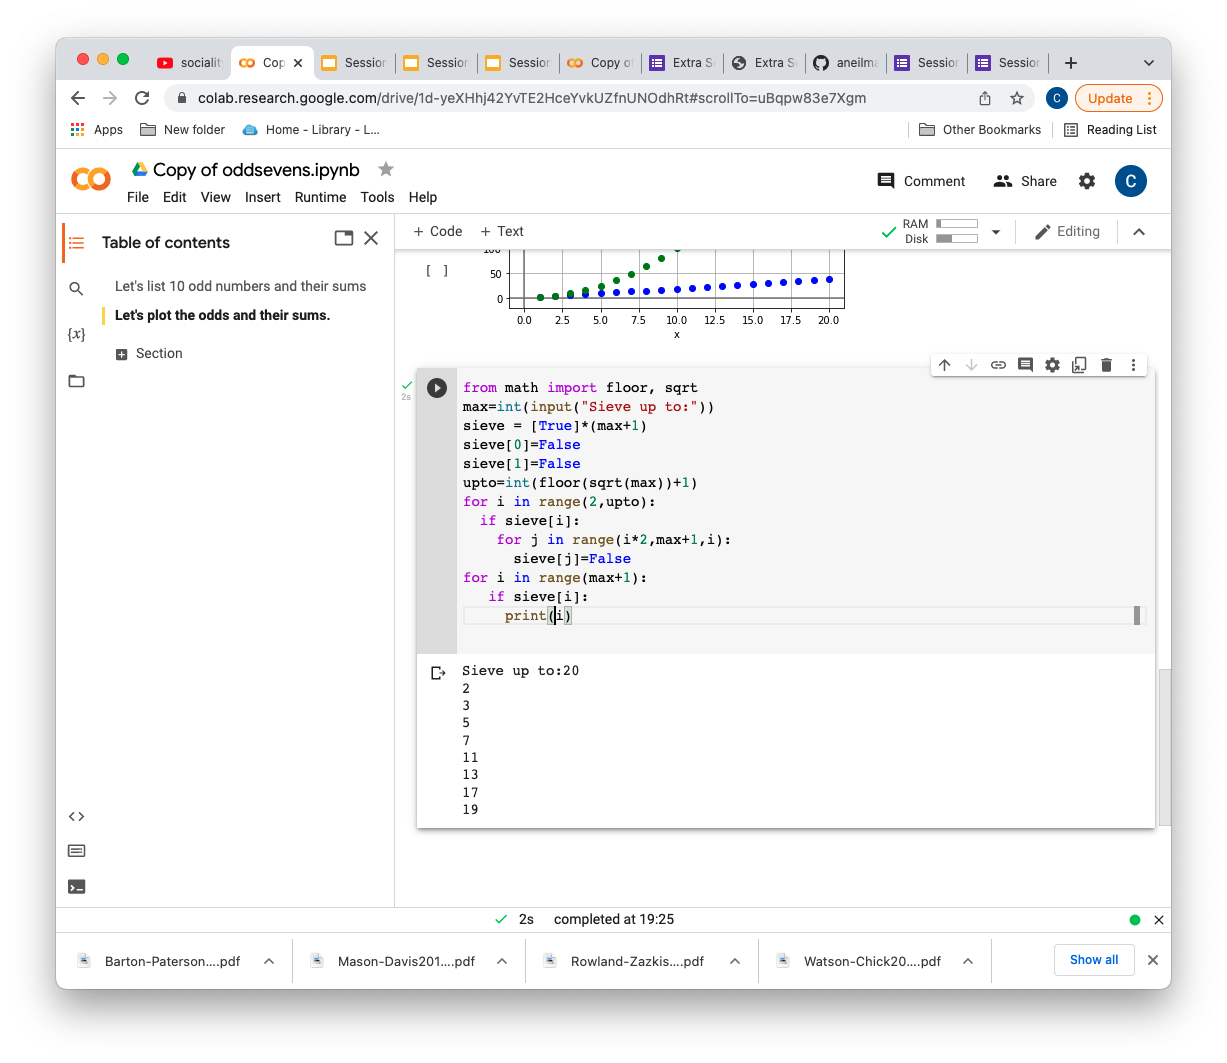 socialit
Cop
Session
Session
Session
Copy of
Extra S
Extra S
aneilma
Session
Session
colab.research.google.com/drive/1d-yeXHhj42YvTE2HceYvkUZfnUNOdhRt#scrollTo=uBqpw83e7Xgm
C
Update
Apps
New folder
Home - Library - L...
Other Bookmarks
Reading List
Copy of oddsevens.ipynb
File Edit View Insert Runtime Tools Help
Comment
Share
C
Table of contents
+ Code + Text
RAM
Disk
Editing
Let's list 10 odd numbers and their sums
Let's plot the odds and their sums.
Section
{x}
[ ]
100
50
0
0.0 2.5 5.0 7.5 10.0 12.5 15.0 17.5 20.0
x
2s
from math import floor, sqrt
max=int(input("Sieve up to:"))
sieve = [True]*(max+1)
sieve[0]=False
sieve[1]=False
upto=int(floor(sqrt(max))+1)
for i in range(2,upto):
  if sieve[i]:
    for j in range(i*2,max+1,i):
      sieve[j]=False
for i in range(max+1):
   if sieve[i]:
     print(i)
Sieve up to:20
2
3
5
7
11
13
17
19
2s completed at 19:25
Barton-Paterson....pdf
Mason-Davis201....pdf
Rowland-Zazkis....pdf
Watson-Chick20....pdf
Show all